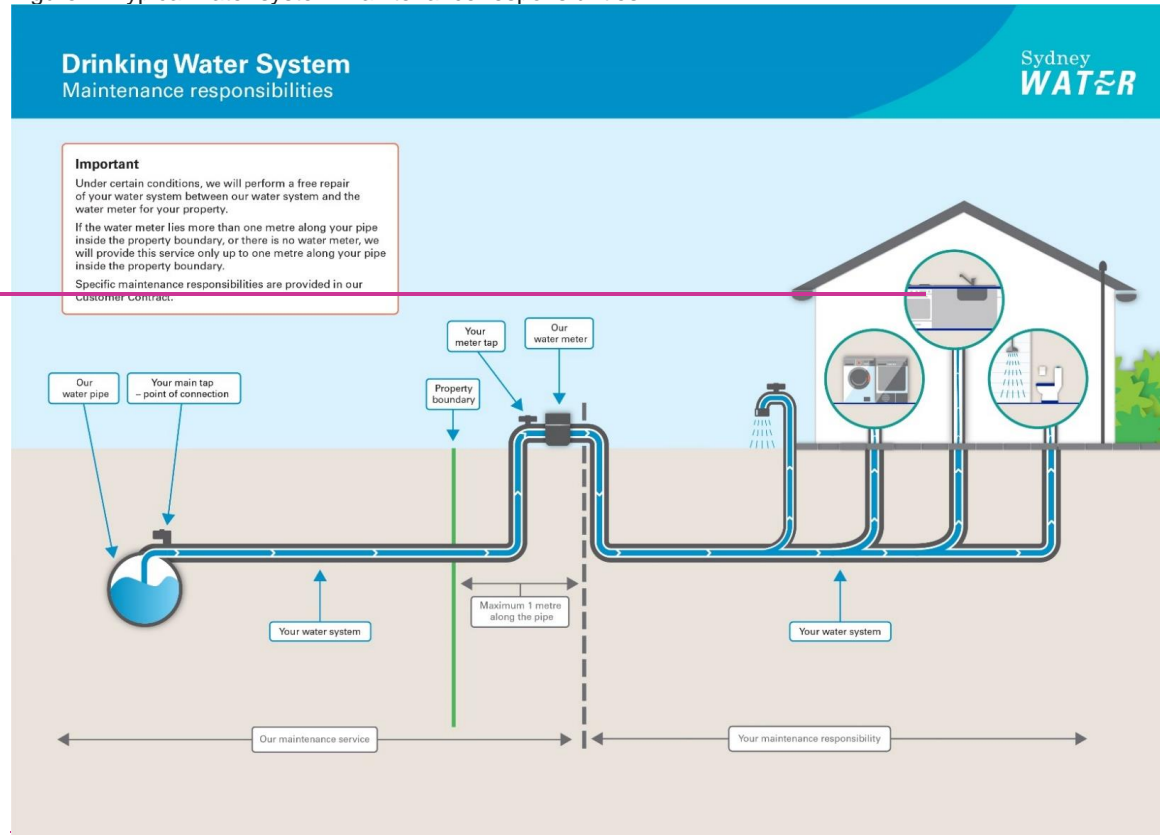 Drinking Water System
Maintenance responsibilities
Sydney
WATER
Important
Under certain conditions, we will perform a free repair
of your water system between our water system and the
water meter for your property.
If the water meter lies more than one metre along your pipe
inside the property boundary, or there is no water meter, we
will provide this service only up to one metre along your pipe
inside the property boundary.
Specific maintenance responsibilities are provided in our
Customer Contract.
Your
meter tap
Our
water meter
Our
water pipe
Your main tap
– point of connection
Property
boundary
Maximum 1 metre
along the pipe
Your water system
Your water system
Our maintenance service
Your maintenance responsibility